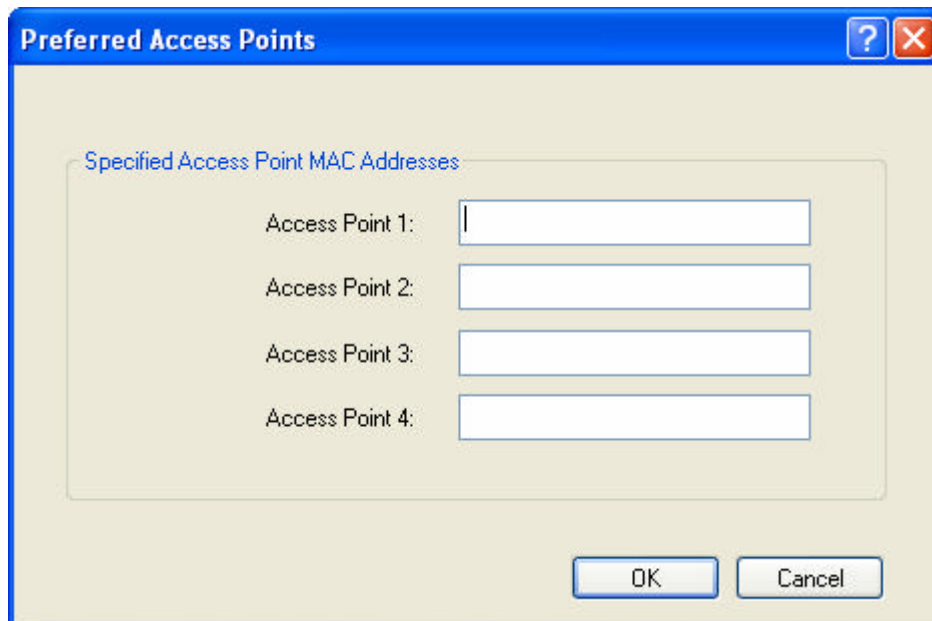 Preferred Access Points
Specified Access Point MAC Addresses
Access Point 1:
Access Point 2:
Access Point 3:
Access Point 4:
OK Cancel